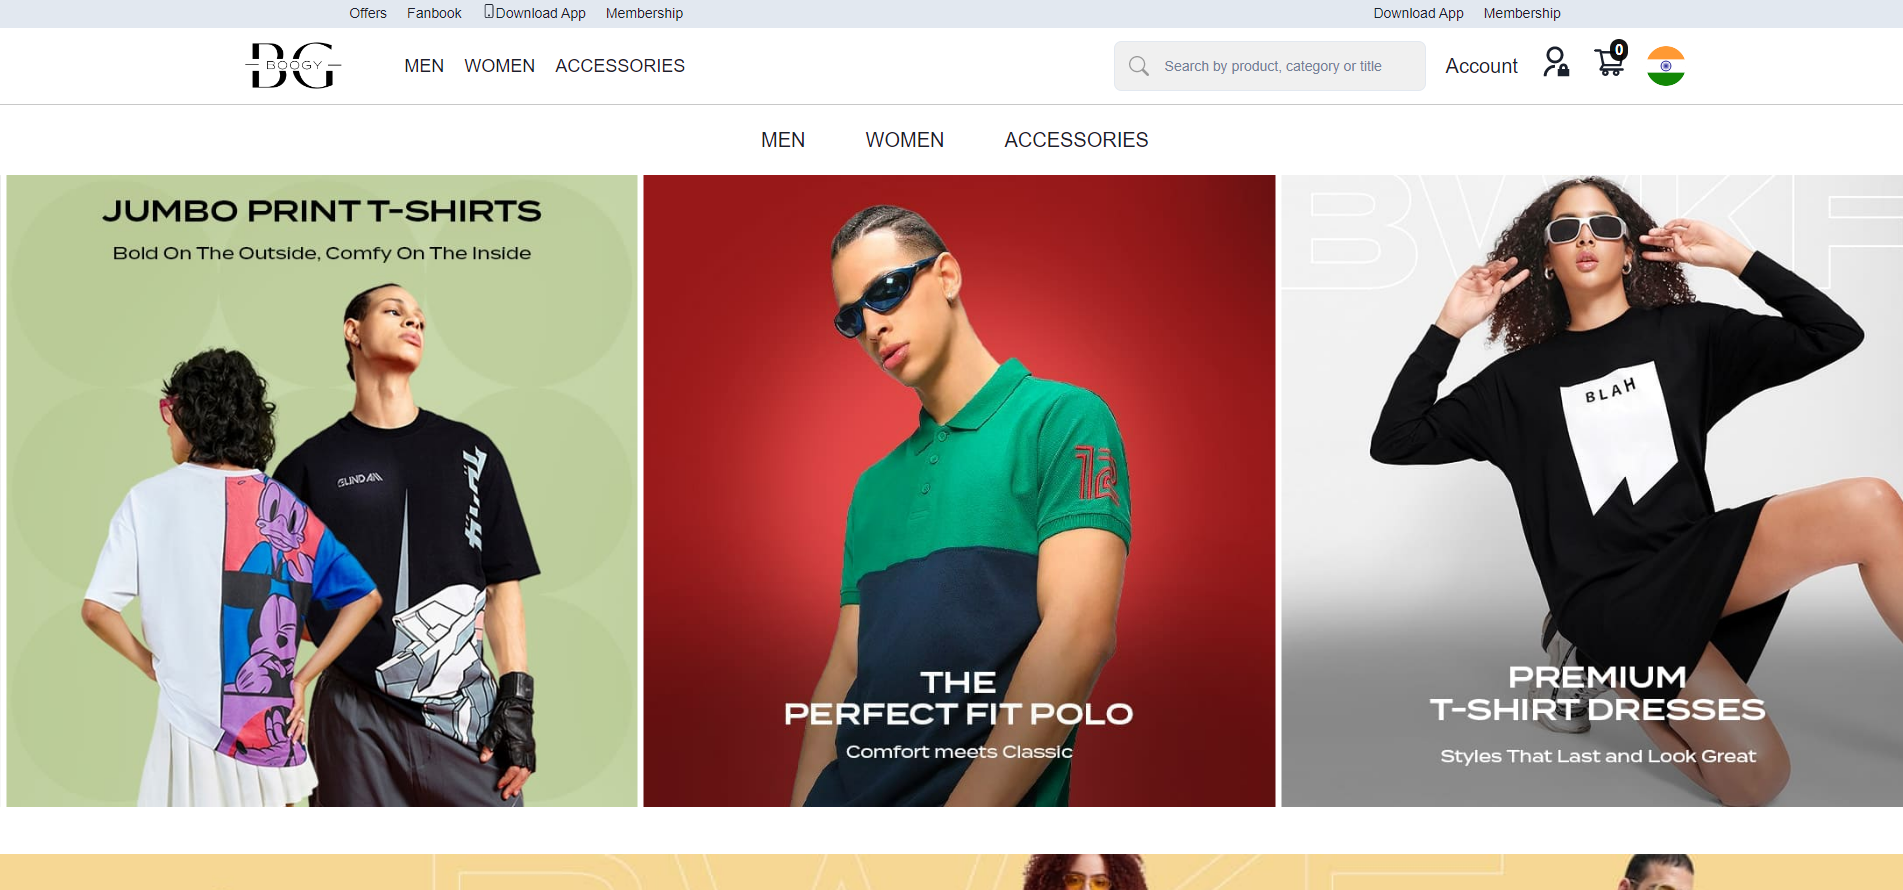 Offers Fanbook Download App Membership Download App Membership
BG
BOOGY
MEN WOMEN ACCESSORIES Search by product, category or title Account 0
MEN WOMEN ACCESSORIES
JUMBO PRINT T-SHIRTS
Bold On The Outside, Comfy On The Inside
GUNDAM
12
THE
PERFECT FIT POLO
Comfort meets Classic
BWKF
BLAH
PREMIUM
T-SHIRT DRESSES
Styles That Last and Look Great